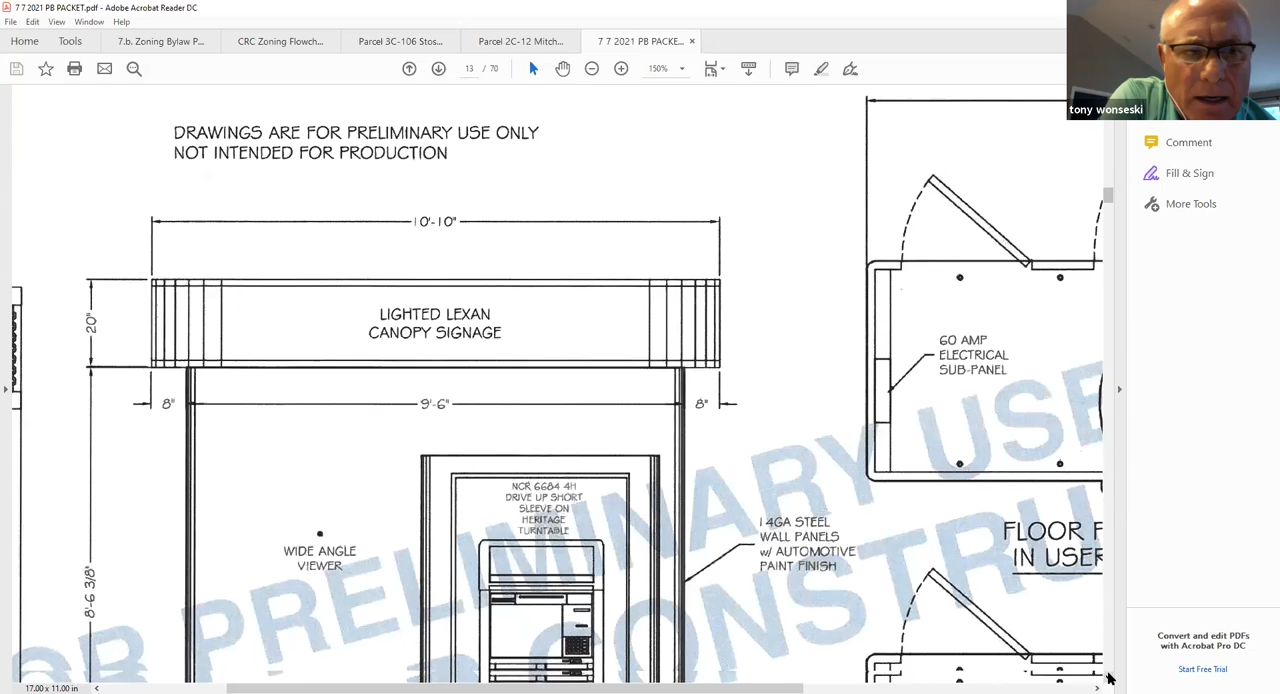 7 7 2021 PB PACKET.pdf - Adobe Acrobat Reader DC
File Edit View Window Help
Home Tools 7.b. Zoning Bylaw P... CRC Zoning Flowch... Parcel 3C-106 Stos... Parcel 2C-12 Mitch... 7 7 2021 PB PACKE... ×
13 / 70 150%
tony wonseski
Comment
Fill & Sign
More Tools
DRAWINGS ARE FOR PRELIMINARY USE ONLY
NOT INTENDED FOR PRODUCTION
10'-10"
20"
LIGHTED LEXAN
CANOPY SIGNAGE
8" 9'-6" 8"
60 AMP
ELECTRICAL
SUB-PANEL
NCR 6684 4H
DRIVE UP SHORT
SLEEVE ON
HERITAGE
TURNTABLE
WIDE ANGLE
VIEWER
14GA STEEL
WALL PANELS
w/ AUTOMOTIVE
PAINT FINISH
8'-6 3/8"
FLOOR
IN USE
PRELIMINARY USE
CONSTRU
Convert and edit PDFs
with Acrobat Pro DC
Start Free Trial
17.00 x 11.00 in